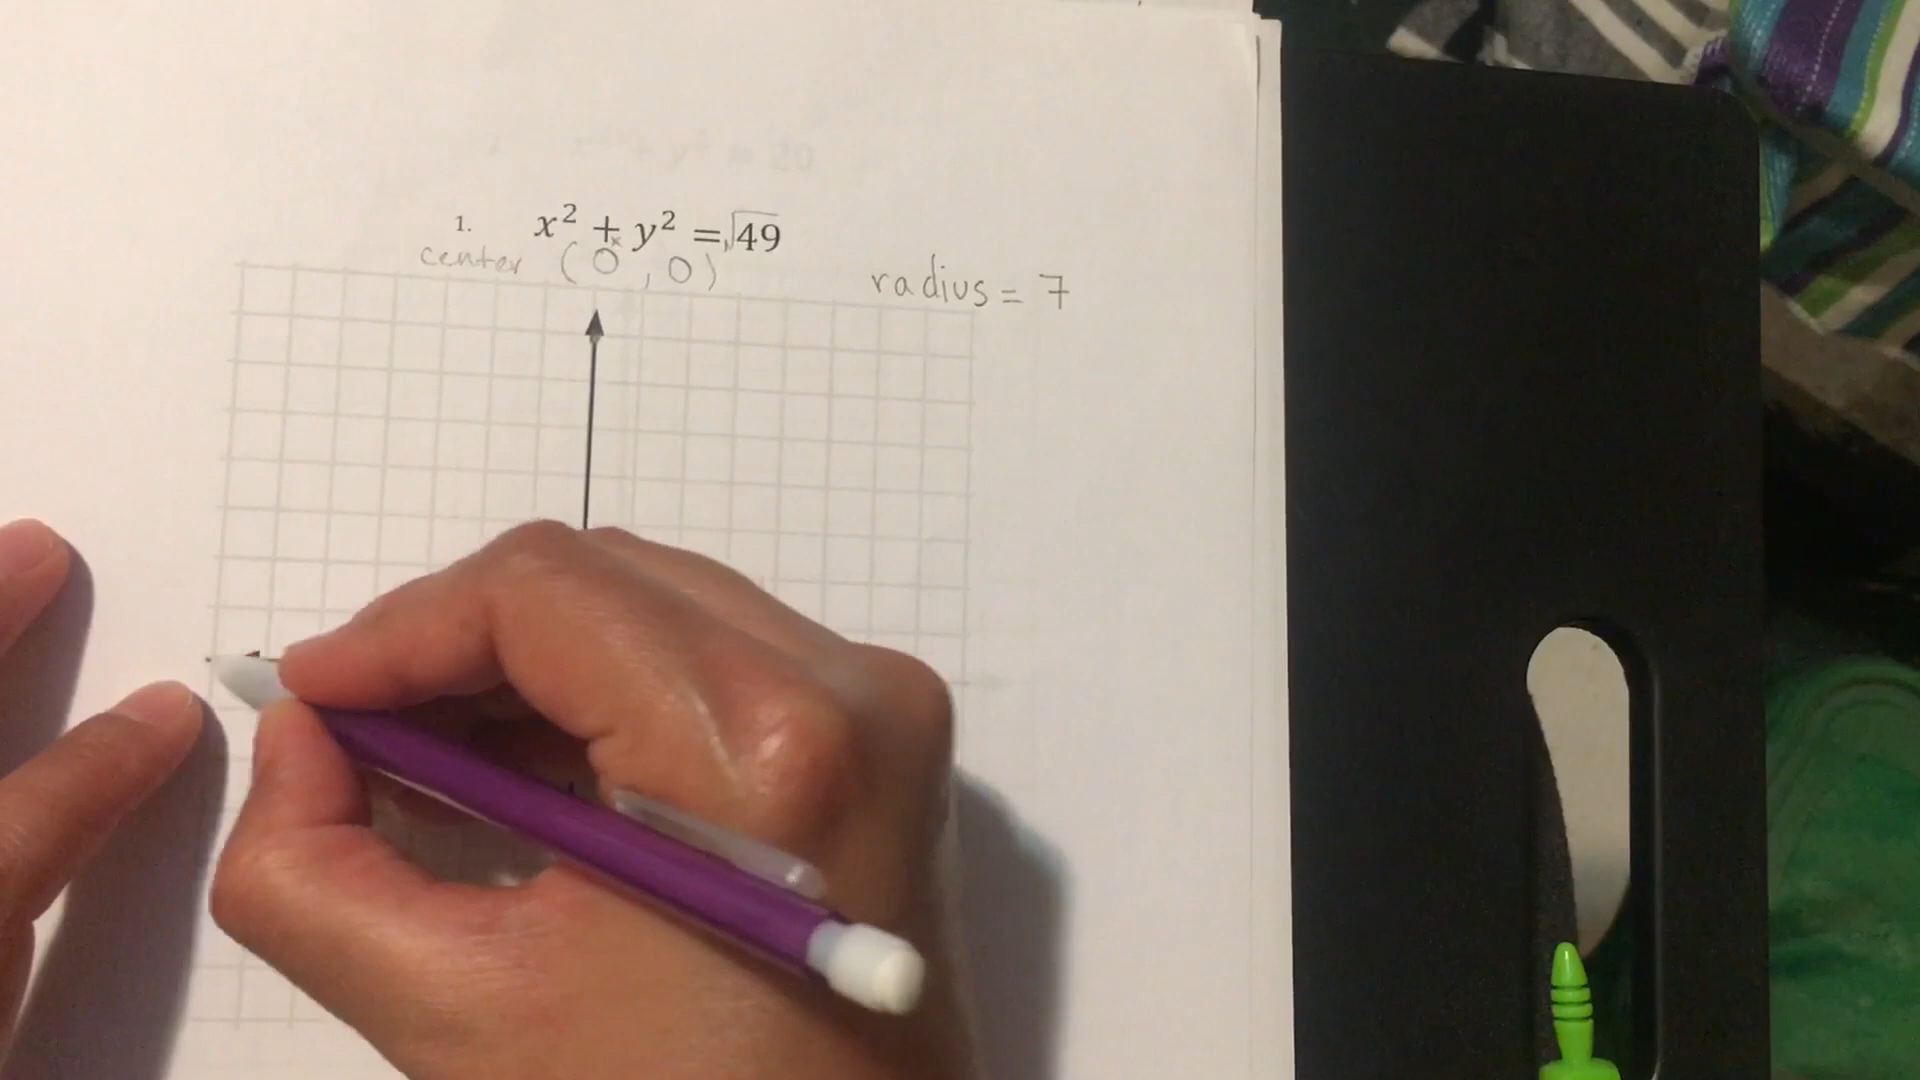 1. x² + y² = √49
center (0, 0)
radius = 7